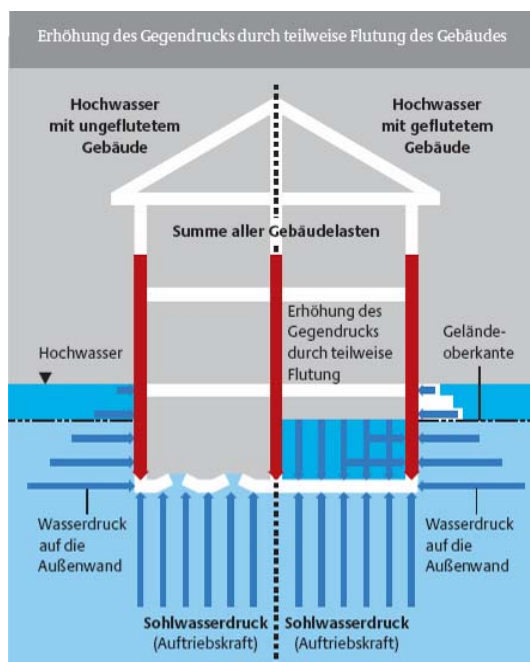 Erhöhung des Gegendrucks durch teilweise Flutung des Gebäudes
Hochwasser
mit ungeflutetem
Gebäude
Hochwasser
mit geflutetem
Gebäude
Summe aller Gebäudelasten
Erhöhung des
Gegendrucks
durch teilweise
Flutung
Hochwasser
Gelände-
oberkante
Wasserdruck
auf die
Außenwand
Wasserdruck
auf die
Außenwand
Sohlwasserdruck
(Auftriebskraft)
Sohlwasserdruck
(Auftriebskraft)